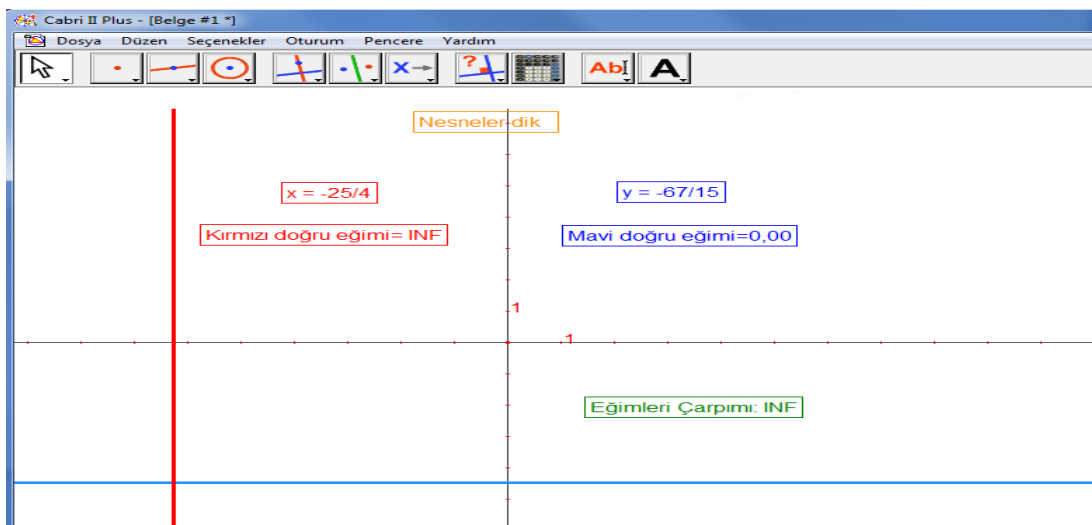 Cabri II Plus - [Belge #1 *]
Dosya Düzen Seçenekler Oturum Pencere Yardım
? AbI A
Nesneler dik
x = -25/4
y = -67/15
Kırmızı doğru eğimi= INF
Mavi doğru eğimi=0,00
1
1
Eğimleri Çarpımı: INF